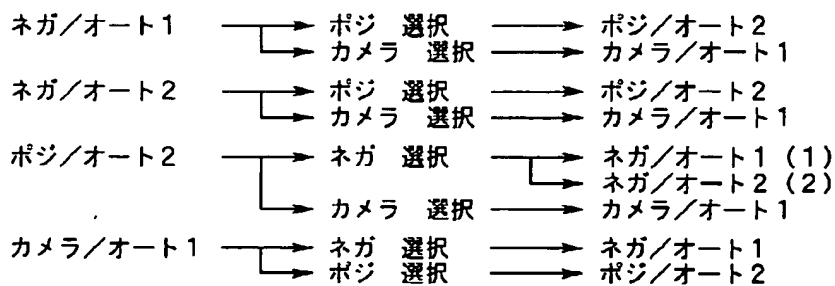 ネガ／オート１ ポジ 選択 ポジ／オート２
カメラ 選択 カメラ／オート１
ネガ／オート２ ポジ 選択 ポジ／オート２
カメラ 選択 カメラ／オート１
ポジ／オート２ ネガ 選択 ネガ／オート１（１）
ネガ／オート２（２）
カメラ 選択 カメラ／オート１
カメラ／オート１ ネガ 選択 ネガ／オート１
ポジ 選択 ポジ／オート２